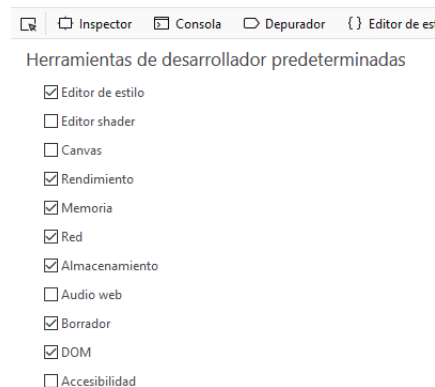 Inspector Consola Depurador {} Editor de est
Herramientas de desarrollador predeterminadas
Editor de estilo
Editor shader
Canvas
Rendimiento
Memoria
Red
Almacenamiento
Audio web
Borrador
DOM
Accesibilidad